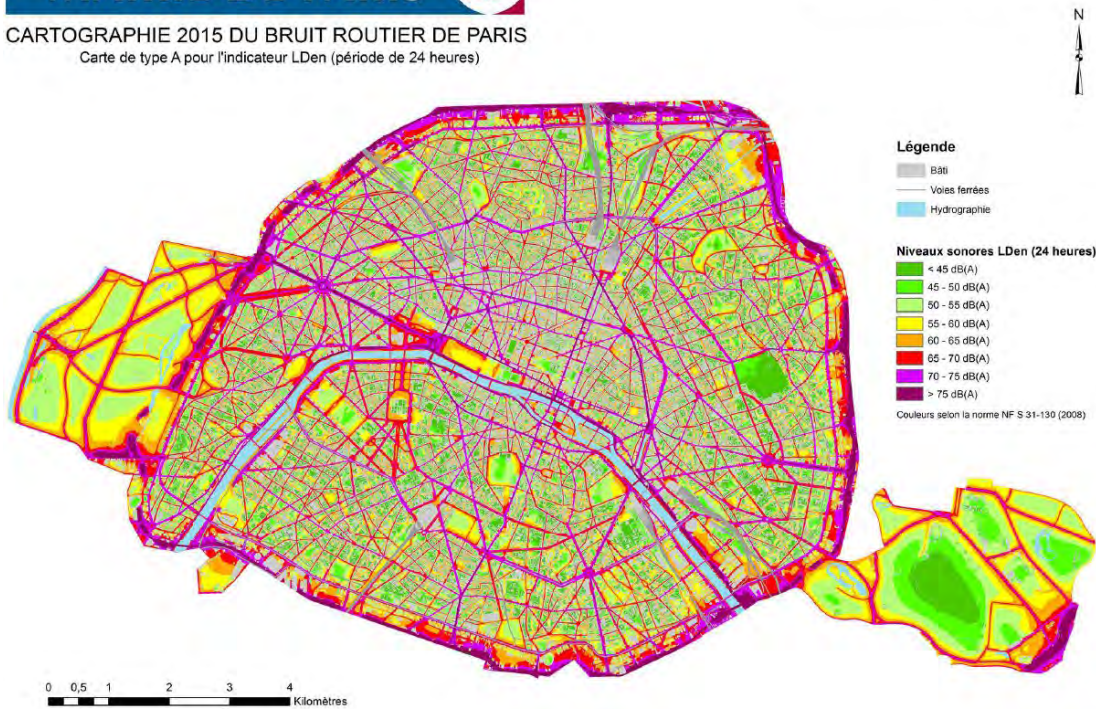 CARTOGRAPHIE 2015 DU BRUIT ROUTIER DE PARIS
Carte de type A pour l'indicateur LDen (période de 24 heures)
N
Légende
Bâti
Voies ferrées
Hydrographie
Niveaux sonores LDen (24 heures)
< 45 dB(A)
45 - 50 dB(A)
50 - 55 dB(A)
55 - 60 dB(A)
60 - 65 dB(A)
65 - 70 dB(A)
70 - 75 dB(A)
> 75 dB(A)
Couleurs selon la norme NF S 31-130 (2008)
0 0,5 1 2 3 4
Kilomètres